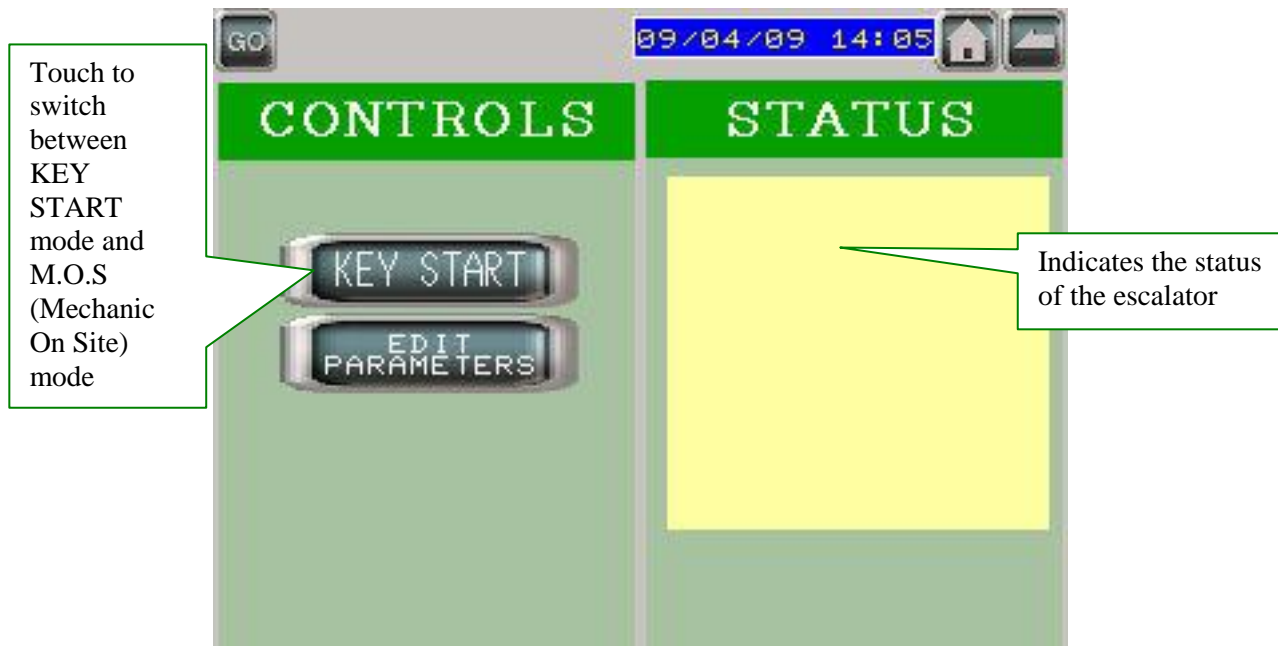 GO
09/04/09 14:05
Touch to
switch
between
KEY
START
mode and
M.O.S
(Mechanic
On Site)
mode
CONTROLS
STATUS
KEY START
EDIT
PARAMETERS
Indicates the status
of the escalator